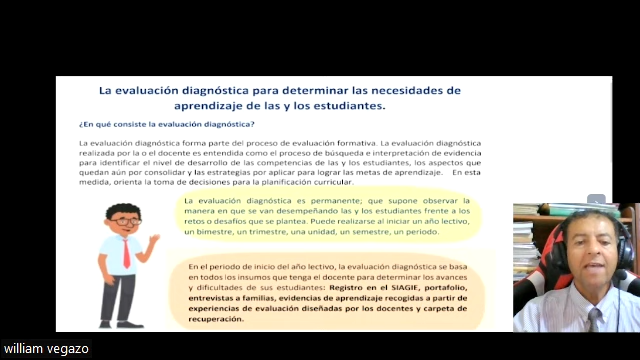 La evaluación diagnóstica para determinar las necesidades de
aprendizaje de las y los estudiantes.
¿En qué consiste la evaluación diagnóstica?
La evaluación diagnóstica forma parte del proceso de evaluación formativa. La evaluación diagnóstica
realizada por la o el docente es entendida como el proceso de búsqueda e interpretación de evidencia
para identificar el nivel de desarrollo de las competencias de las y los estudiantes, los aspectos que
quedan aún por consolidar y las estrategias por aplicar para lograr las metas de aprendizaje. En esta
medida, orienta la toma de decisiones para la planificación curricular.
La evaluación diagnóstica es permanente; que supone observar la
manera en que se van desempeñando las y los estudiantes frente a los
retos o desafíos que se plantea. Puede realizarse al iniciar un año lectivo,
un bimestre, un trimestre, una unidad, un semestre, un periodo.
En el periodo de inicio del año lectivo, la evaluación diagnóstica se basa
en todos los insumos que tenga el docente para determinar los avances
y dificultades de sus estudiantes: Registro en el SIAGIE, portafolio,
entrevistas a familias, evidencias de aprendizaje recogidas a partir de
experiencias de evaluación diseñadas por los docentes y carpeta de
recuperación.
william vegazo